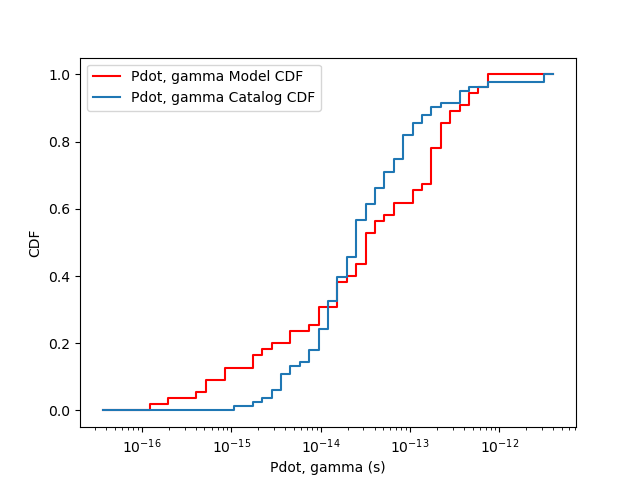 Pdot, gamma Model CDF
Pdot, gamma Catalog CDF
1.0
0.8
0.6
0.4
0.2
0.0
CDF
10⁻¹⁶ 10⁻¹⁵ 10⁻¹⁴ 10⁻¹³ 10⁻¹²
Pdot, gamma (s)